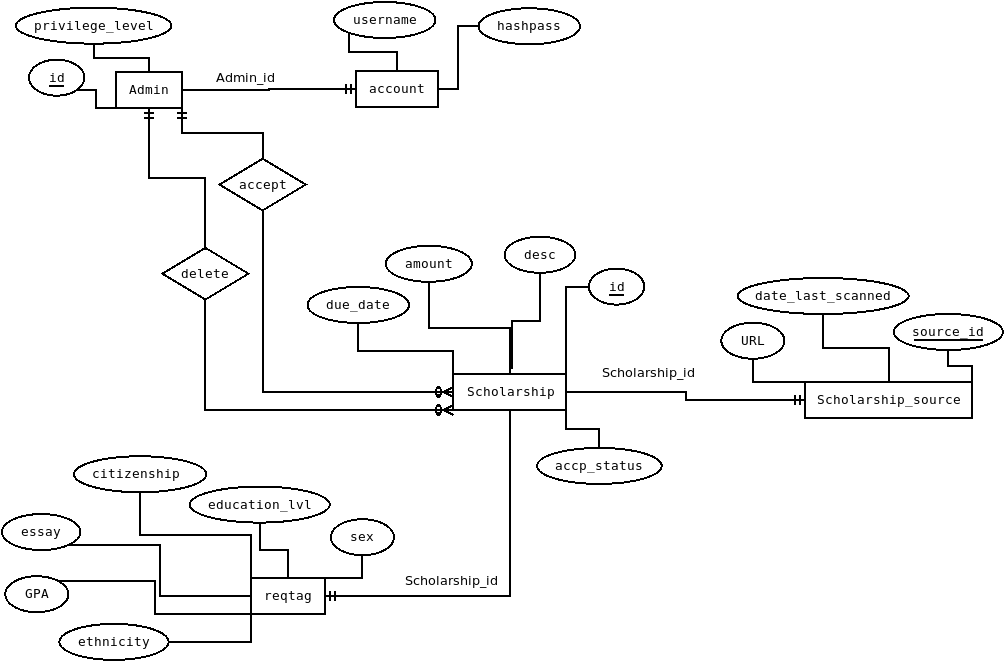 username
hashpass
privilege_level
id
Admin_id
Admin
account
accept
delete
desc
amount
id
due_date
date_last_scanned
source_id
URL
Scholarship_id
Scholarship
Scholarship_source
accp_status
citizenship
education_lvl
essay
sex
Scholarship_id
GPA
reqtag
ethnicity